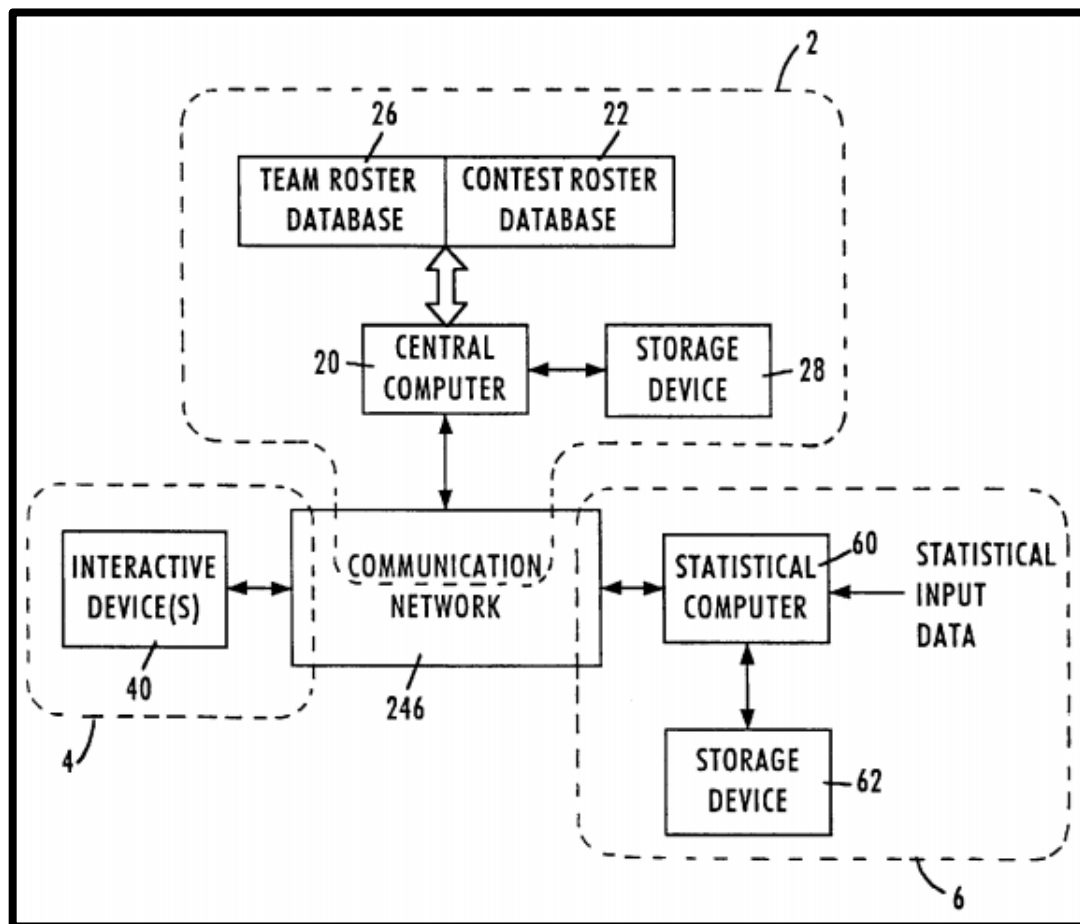 2
26
22
TEAM ROSTER
DATABASE
CONTEST ROSTER
DATABASE
20
CENTRAL
COMPUTER
STORAGE
DEVICE
28
INTERACTIVE
DEVICE(S)
40
4
COMMUNICATION
NETWORK
246
STATISTICAL
COMPUTER
60
STATISTICAL
INPUT
DATA
STORAGE
DEVICE
62
6